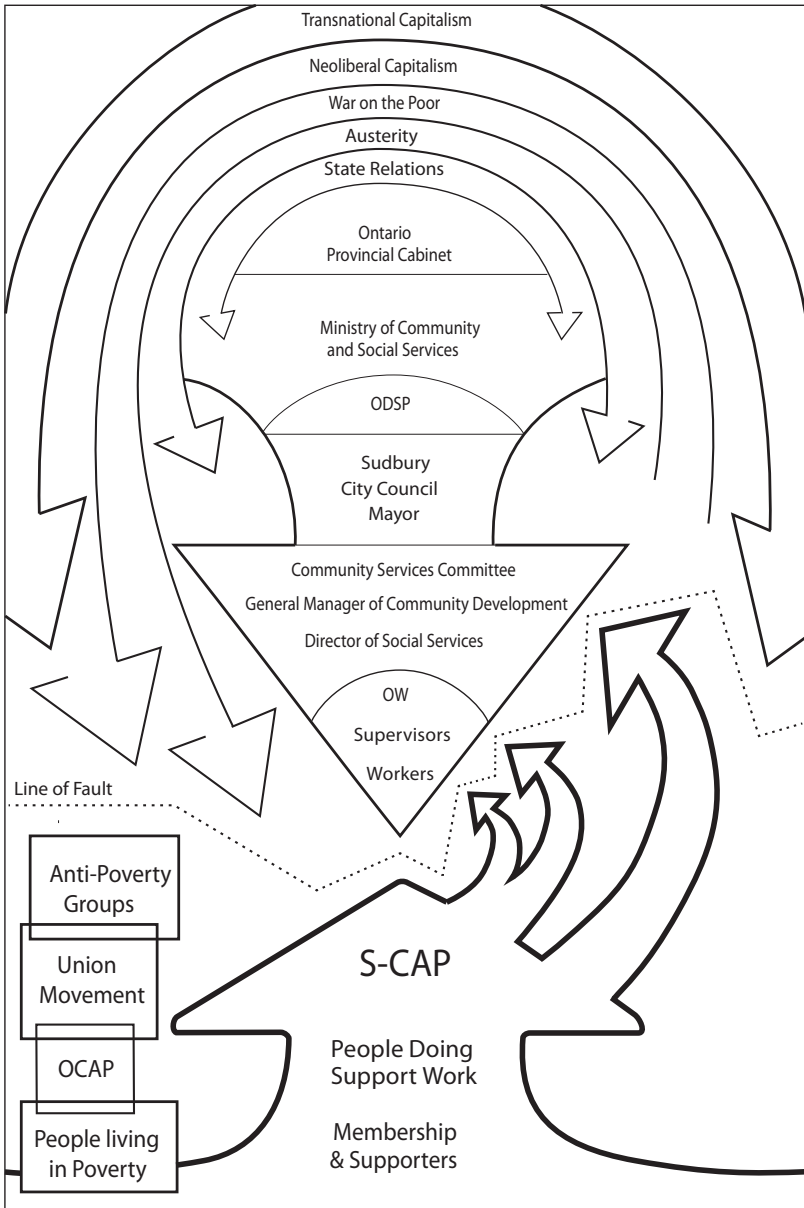 Transnational Capitalism
Neoliberal Capitalism
War on the Poor
Austerity
State Relations
Ontario
Provincial Cabinet
Ministry of Community
and Social Services
ODSP
Sudbury
City Council
Mayor
Community Services Committee
General Manager of Community Development
Director of Social Services
OW
Supervisors
Workers
Line of Fault
Anti-Poverty
Groups
Union
Movement
OCAP
People living
in Poverty
S-CAP
People Doing
Support Work
Membership
& Supporters